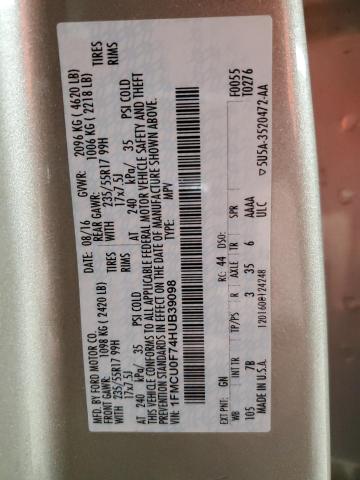 MFD. BY FORD MOTOR CO.
DATE: 08/16 GVWR: 2096 KG ( 4620 LB)
FRONT GAWR: 1098 KG ( 2420 LB) REAR GAWR: 1006 KG ( 2218 LB)
WITH 235/55R17 99H TIRES WITH 235/55R17 99H TIRES
17x7.5J RIMS 17x7.5J RIMS
AT 240 kPa/ 35 PSI COLD AT 240 kPa/ 35 PSI COLD
THIS VEHICLE CONFORMS TO ALL APPLICABLE FEDERAL MOTOR VEHICLE SAFETY AND THEFT
PREVENTION STANDARDS IN EFFECT ON THE DATE OF MANUFACTURE SHOWN ABOVE.
VIN: 1FMCU0F74HUB39098
TYPE: MPV
F0055
T0276
EXT PNT: GN RC: 44 DSO:
WB INT TR TP/PS R AXLE TR SPR
105 7B 3 35 6 AAAA
ULC
MADE IN U.S.A. 12016081242​48 5U5A-3520472-AA